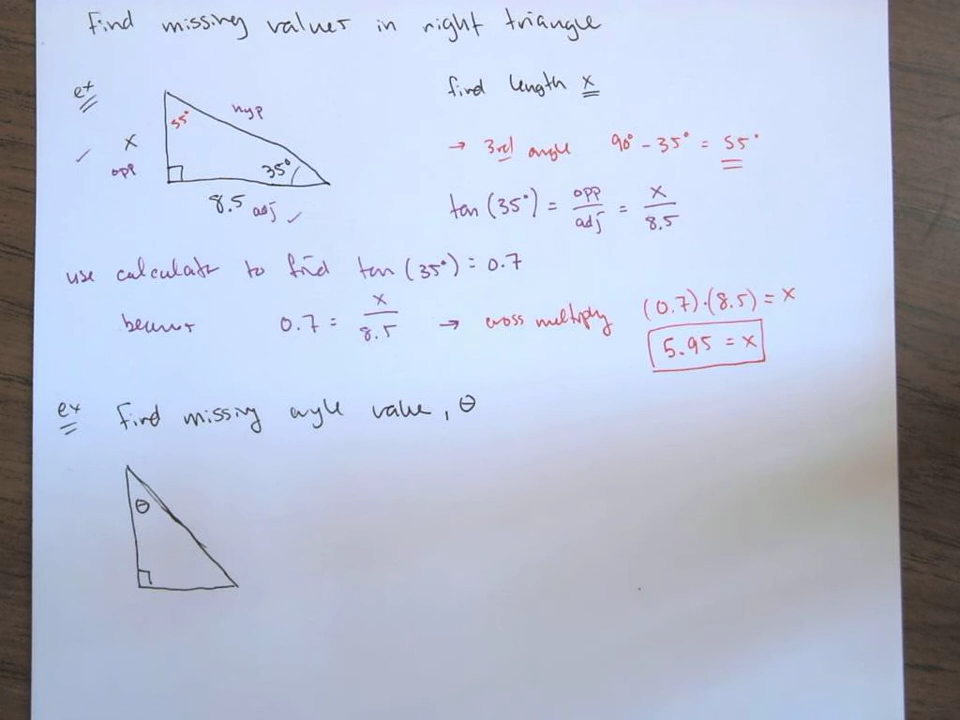 find missing values in right triangle
ex
find length x
55°
hyp
x
opp
35°
8.5 adj
→ 3rd angle 90° - 35° = 55°
tan (35°) = opp/adj = x/8.5
use calculator to find tan (35°) = 0.7
becomes 0.7 = x/8.5 → cross multiply (0.7)·(8.5) = x
5.95 = x
ex find missing angle value, θ
θ